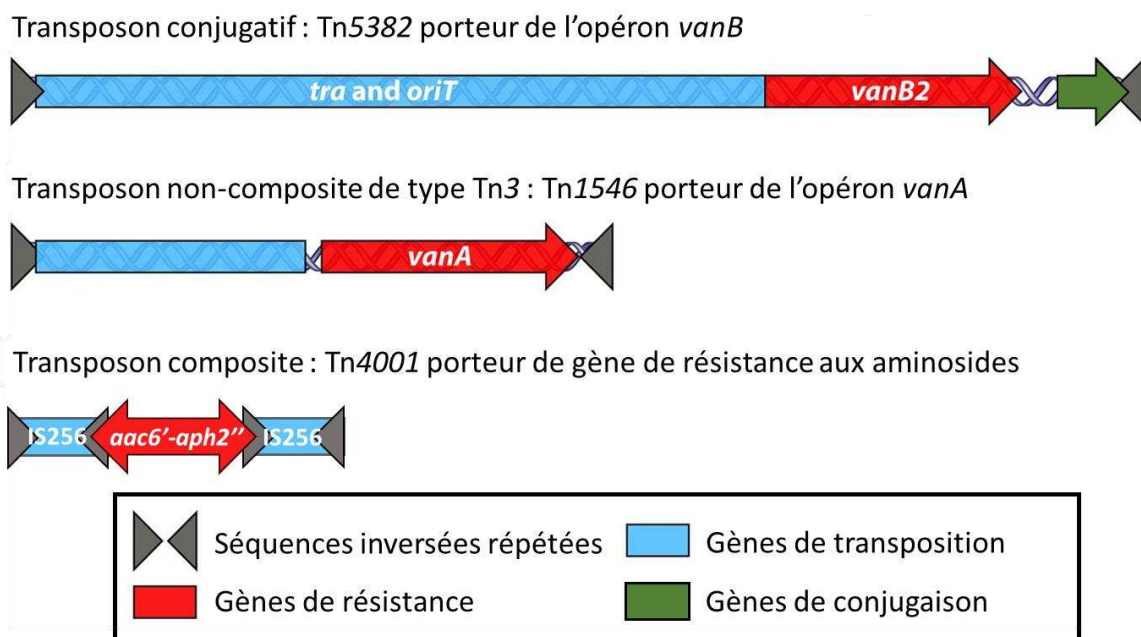 Transposon conjugatif : Tn5382 porteur de l’opéron vanB
tra and oriT vanB2
Transposon non-composite de type Tn3 : Tn1546 porteur de l’opéron vanA
vanA
Transposon composite : Tn4001 porteur de gène de résistance aux aminosides
IS256 aac6’-aph2’’ IS256
Séquences inversées répétées Gènes de transposition
Gènes de résistance Gènes de conjugaison